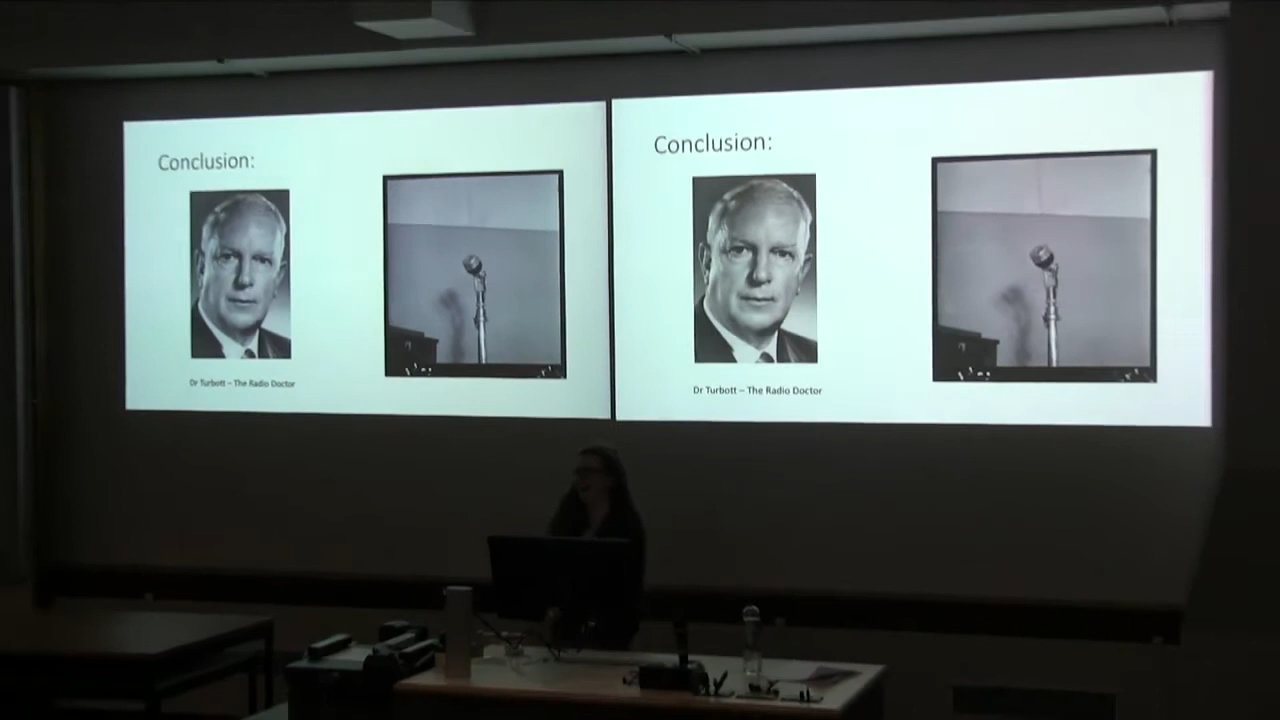 Conclusion:
Dr Turbott – The Radio Doctor
Conclusion:
Dr Turbott – The Radio Doctor